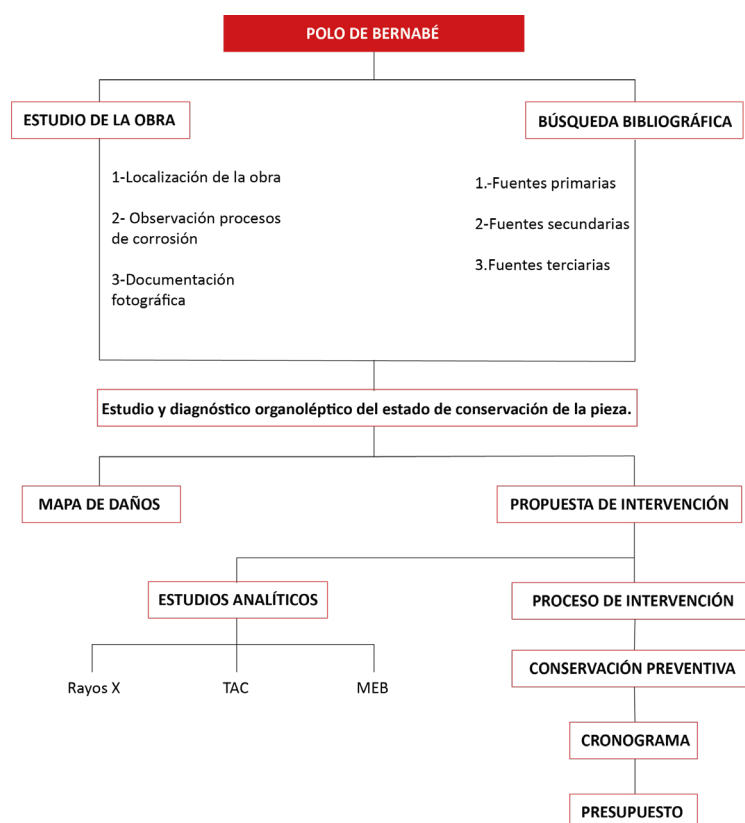 POLO DE BERNABÉ
ESTUDIO DE LA OBRA
BÚSQUEDA BIBLIOGRÁFICA
1-Localización de la obra
2- Observación procesos
de corrosión
3-Documentación
fotográfica
1.-Fuentes primarias
2-Fuentes secundarias
3.Fuentes terciarias
Estudio y diagnóstico organoléptico del estado de conservación de la pieza.
MAPA DE DAÑOS
PROPUESTA DE INTERVENCIÓN
ESTUDIOS ANALÍTICOS
PROCESO DE INTERVENCIÓN
Rayos X
TAC
MEB
CONSERVACIÓN PREVENTIVA
CRONOGRAMA
PRESUPUESTO